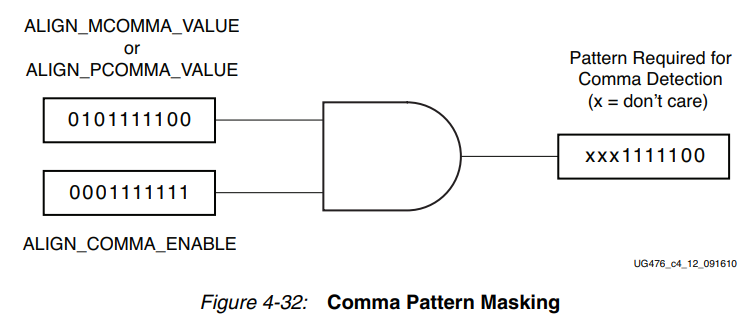 ALIGN_MCOMMA_VALUE
or
ALIGN_PCOMMA_VALUE
0101111100
0001111111
ALIGN_COMMA_ENABLE
Pattern Required for
Comma Detection
(x = don't care)
xxx1111100
UG476_c4_12_091610
Figure 4-32: Comma Pattern Masking